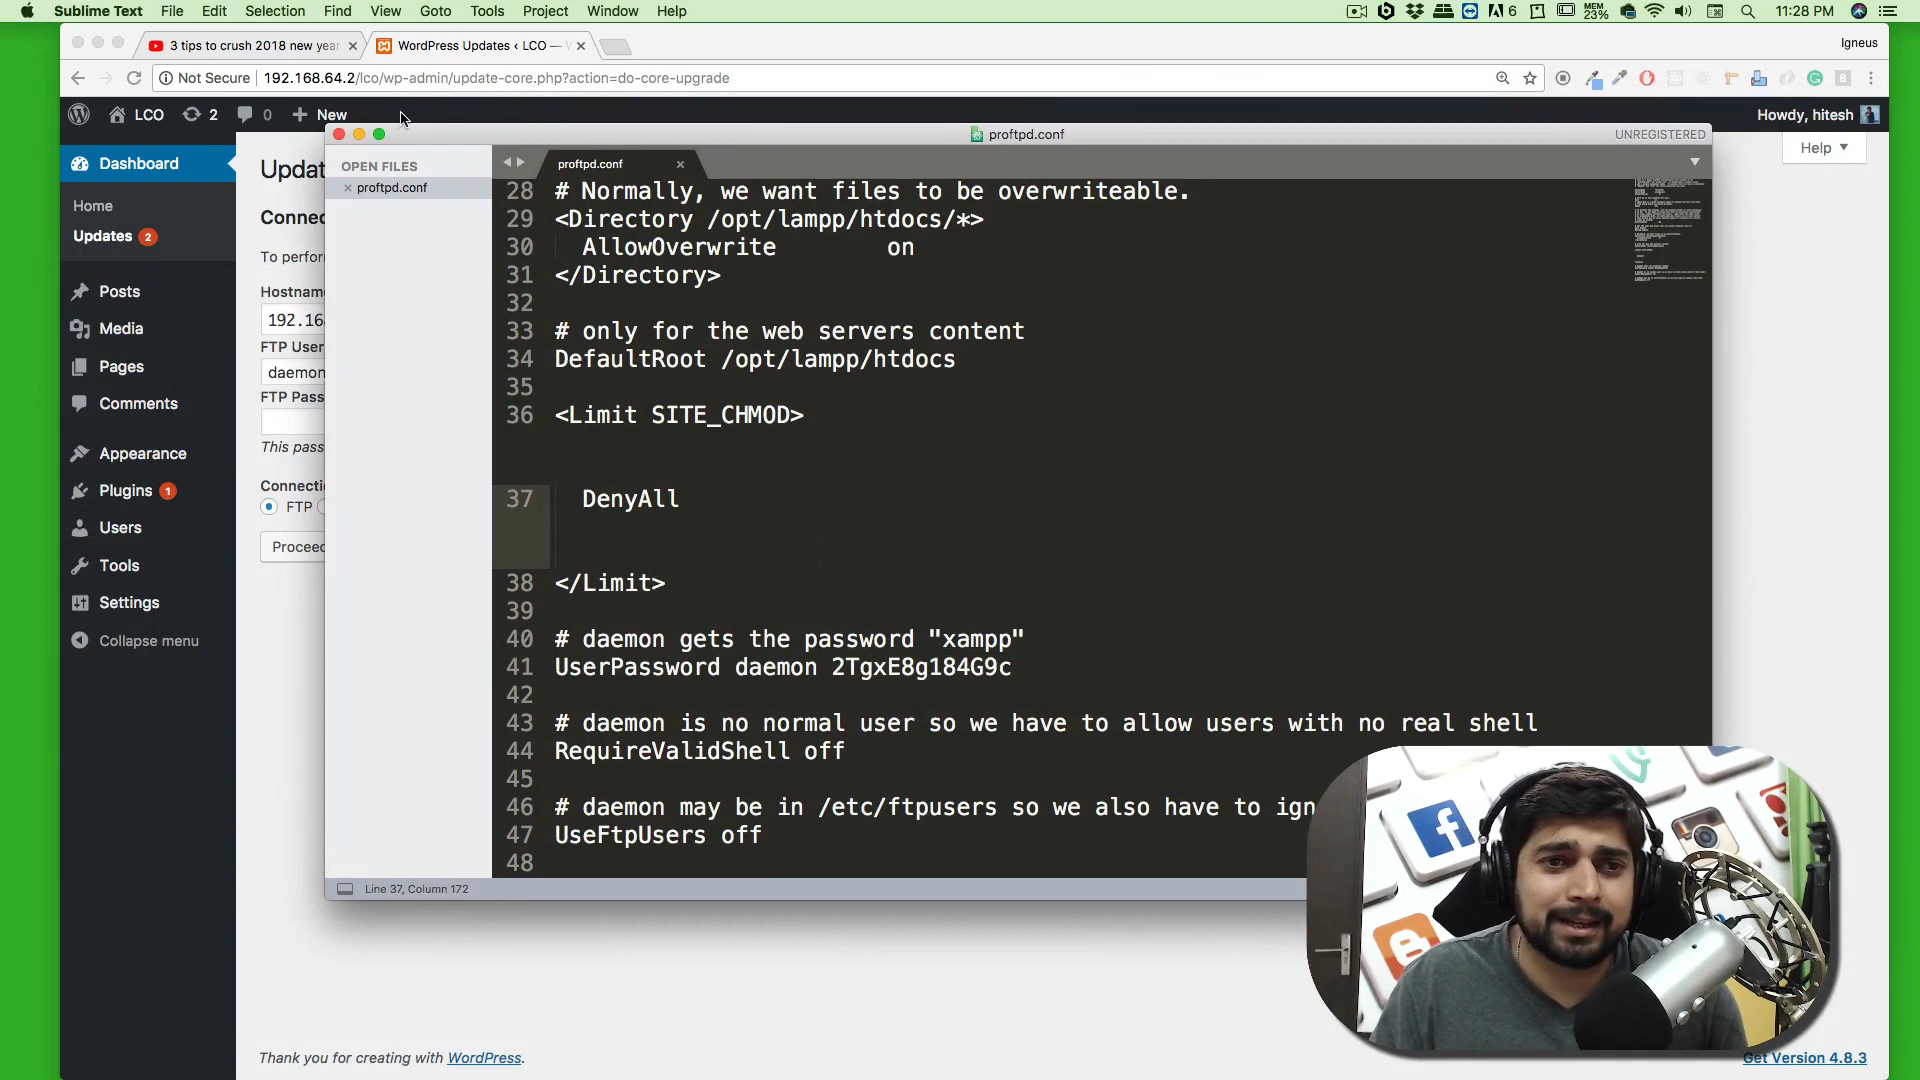 Sublime Text File Edit Selection Find View Goto Tools Project Window Help
6 MEM 23% 11:28 PM
3 tips to crush 2018 new year
WordPress Updates ‹ LCO —
Igneus
Not Secure 192.168.64.2/lco/wp-admin/update-core.php?action=do-core-upgrade
LCO 2 0 New
Howdy, hitesh
Help
Dashboard
Home
Updates 2
Posts
Media
Pages
Comments
Appearance
Plugins 1
Users
Tools
Settings
Collapse menu
To perfor
192.16
FTP User
daemon
FTP Pass
This pass
FTP
Proceed
proftpd.conf
UNREGISTERED
OPEN FILES
proftpd.conf
proftpd.conf
28 # Normally, we want files to be overwriteable.
29 <Directory /opt/lampp/htdocs/*>
30 AllowOverwrite on
31 </Directory>
32
33 # only for the web servers content
34 DefaultRoot /opt/lampp/htdocs
35
36 <Limit SITE_CHMOD>
37 DenyAll
38 </Limit>
39
40 # daemon gets the password "xampp"
41 UserPassword daemon 2TgxE8g184G9c
42
43 # daemon is no normal user so we have to allow users with no real shell
44 RequireValidShell off
45
46 # daemon may be in /etc/ftpusers so we also have to ign
47 UseFtpUsers off
48
Line 37, Column 172
Thank you for creating with WordPress.
Get Version 4.8.3